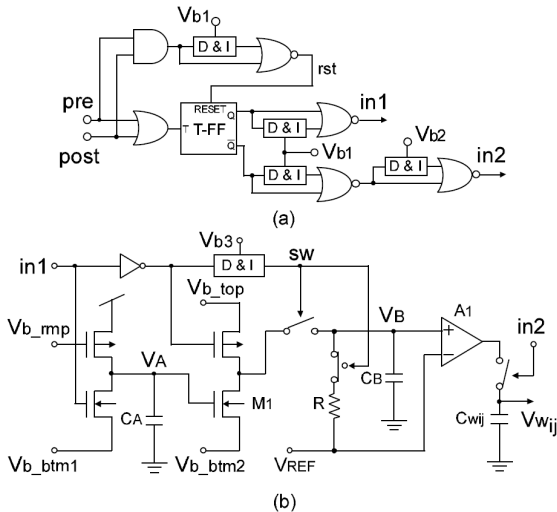 Vb1
D & I
rst
pre
post
RESET
T
T-FF
Q
Q̅
D & I
in1
Vb1
D & I
Vb2
D & I
in2
(a)
in1
Vb3
D & I
sw
Vb_top
Vb_rmp
VA
CA
M1
VB
A1
in2
R
CB
Cwij
Vwij
Vb_btm1
Vb_btm2
VREF
+
−
(b)